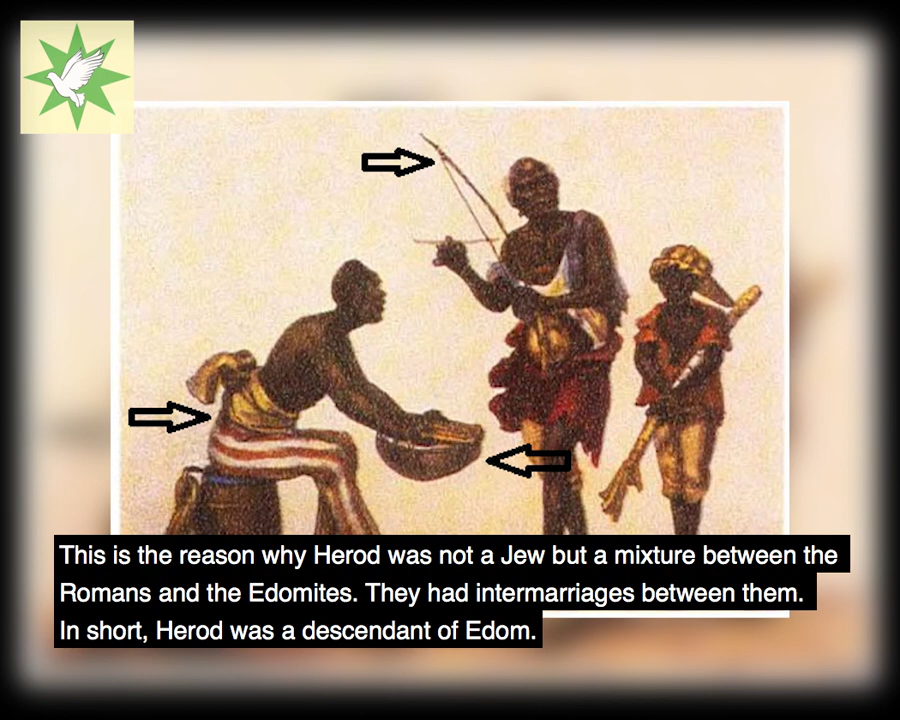 This is the reason why Herod was not a Jew but a mixture between the
Romans and the Edomites. They had intermarriages between them.
In short, Herod was a descendant of Edom.